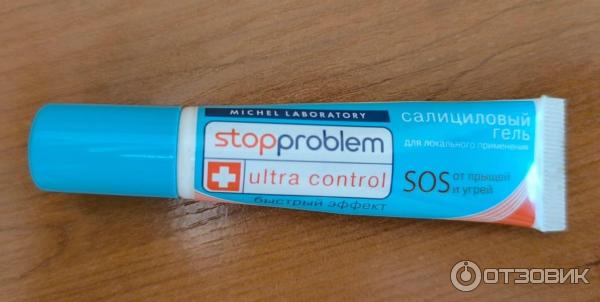 MICHEL LABORATORY
stopproblem
ultra control
быстрый эффект
САЛИЦИЛОВЫЙ
ГЕЛЬ
для локального применения
SOS от прыщей
и угрей
ОТЗОВИК